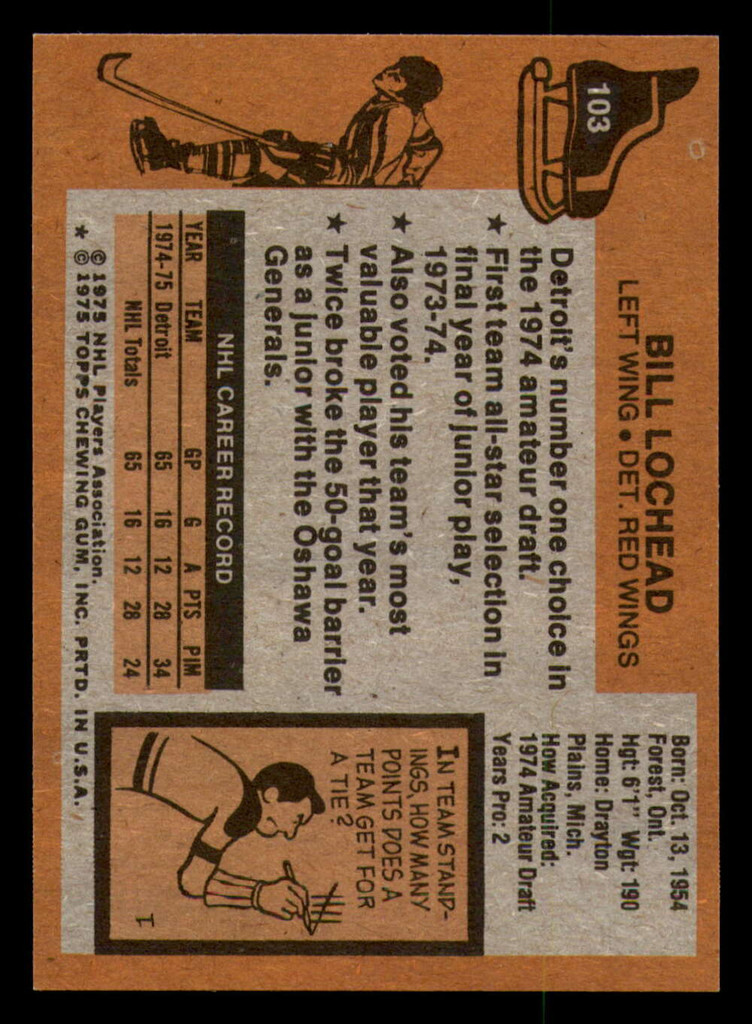 103
BILL LOCHEAD
LEFT WING • DET. RED WINGS
Born: Oct. 13, 1954
Forest, Ont.
Hgt: 6'1" Wgt: 190
Home: Drayton
Plains, Mich.
How Acquired:
1974 Amateur Draft
Years Pro: 2
Detroit's number one choice in
the 1974 amateur draft.
★ First team all-star selection in
final year of junior play,
1973-74.
★ Also voted his team's most
valuable player that year.
★ Twice broke the 50-goal barrier
as a junior with the Oshawa
Generals.
NHL CAREER RECORD
YEAR TEAM GP G A PTS PIM
1974-75 Detroit 65 16 12 28 34
NHL Totals 65 16 12 28 24
© 1975 NHL Players Association.
* © 1975 TOPPS CHEWING GUM, INC. PRTD. IN U.S.A.
IN TEAM STAND-
INGS, HOW MANY
POINTS DOES A
TEAM GET FOR
A TIE?
1